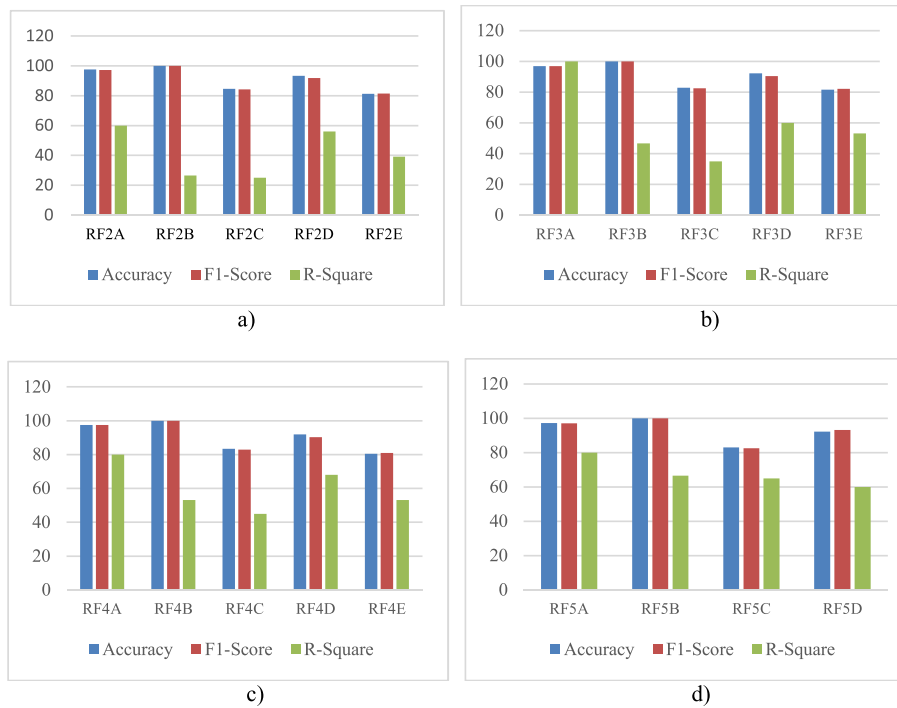 120
100
80
60
40
20
0
RF2A RF2B RF2C RF2D RF2E
Accuracy F1-Score R-Square
a)
120
100
80
60
40
20
0
RF3A RF3B RF3C RF3D RF3E
Accuracy F1-Score R-Square
b)
120
100
80
60
40
20
0
RF4A RF4B RF4C RF4D RF4E
Accuracy F1-Score R-Square
c)
120
100
80
60
40
20
0
RF5A RF5B RF5C RF5D
Accuracy F1-Score R-Square
d)